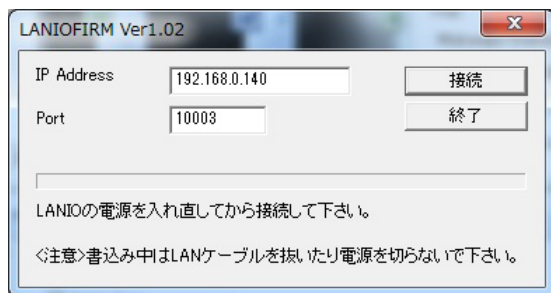 LANIOFIRM Ver1.02
IP Address
192.168.0.140
接続
Port
10003
終了
LANIOの電源を入れ直してから接続して下さい。
<注意>書込み中はLANケーブルを抜いたり電源を切らないで下さい。